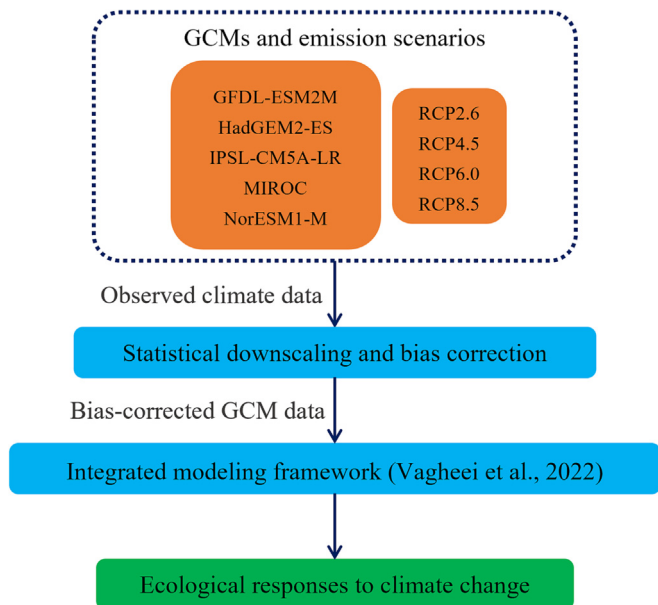 GCMs and emission scenarios
GFDL-ESM2M
HadGEM2-ES
IPSL-CM5A-LR
MIROC
NorESM1-M
RCP2.6
RCP4.5
RCP6.0
RCP8.5
Observed climate data
Statistical downscaling and bias correction
Bias-corrected GCM data
Integrated modeling framework (Vagheei et al., 2022)
Ecological responses to climate change